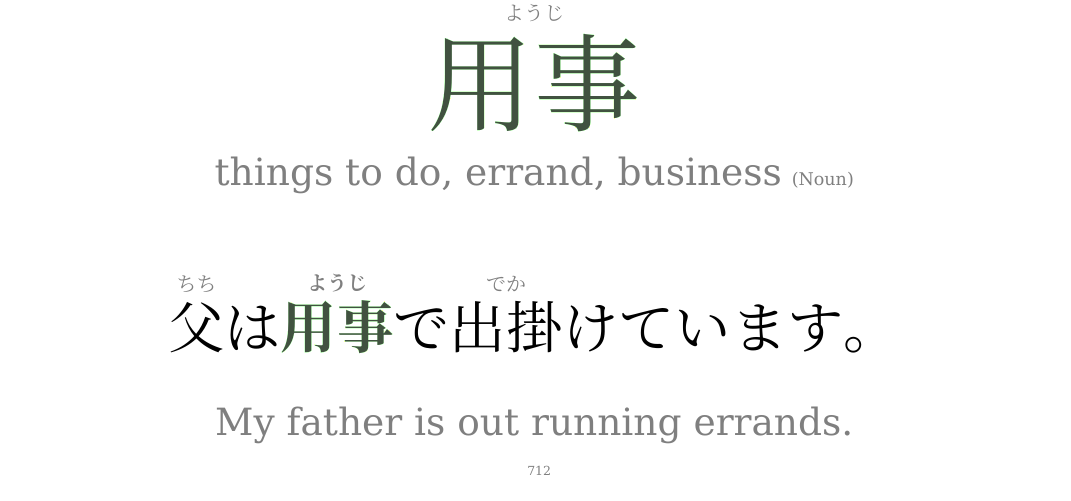 ようじ
用事
things to do, errand, business (Noun)
ちち ようじ でか
父は用事で出掛けています。
My father is out running errands.
712